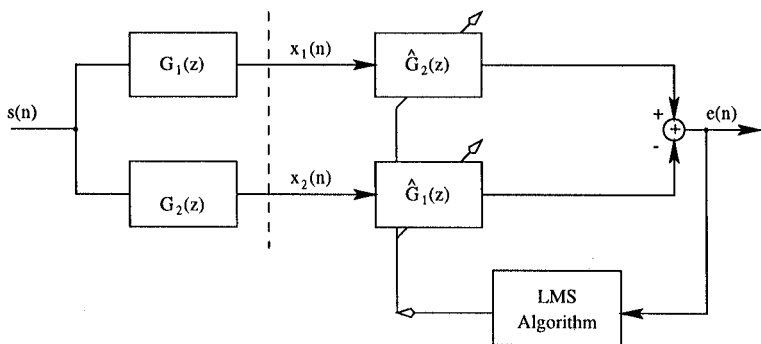 s(n)
G₁(z)
x₁(n)
Ĝ₂(z)
+
+
e(n)
-
G₂(z)
x₂(n)
Ĝ₁(z)
LMS
Algorithm